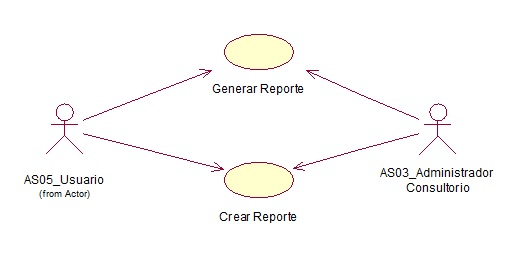 Generar Reporte
AS05_Usuario
(from Actor)
AS03_Administrador
Consultorio
Crear Reporte